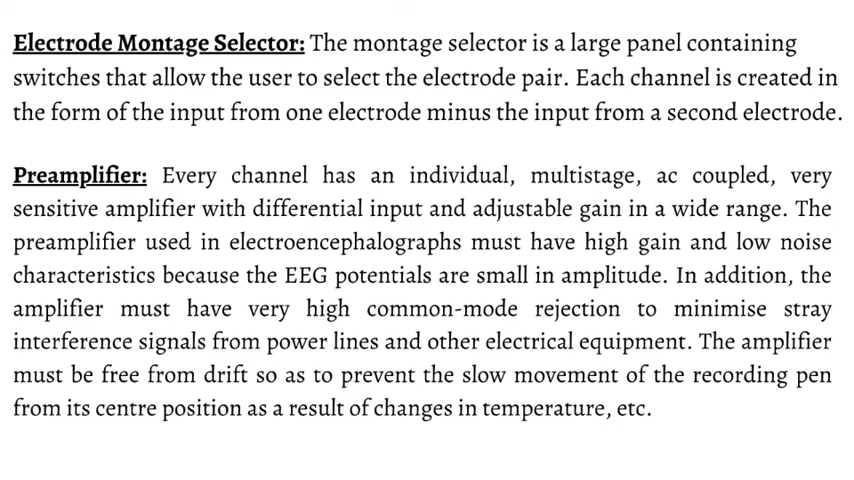 Electrode Montage Selector: The montage selector is a large panel containing
switches that allow the user to select the electrode pair. Each channel is created in
the form of the input from one electrode minus the input from a second electrode.
Preamplifier: Every channel has an individual, multistage, ac coupled, very
sensitive amplifier with differential input and adjustable gain in a wide range. The
preamplifier used in electroencephalographs must have high gain and low noise
characteristics because the EEG potentials are small in amplitude. In addition, the
amplifier must have very high common-mode rejection to minimise stray
interference signals from power lines and other electrical equipment. The amplifier
must be free from drift so as to prevent the slow movement of the recording pen
from its centre position as a result of changes in temperature, etc.